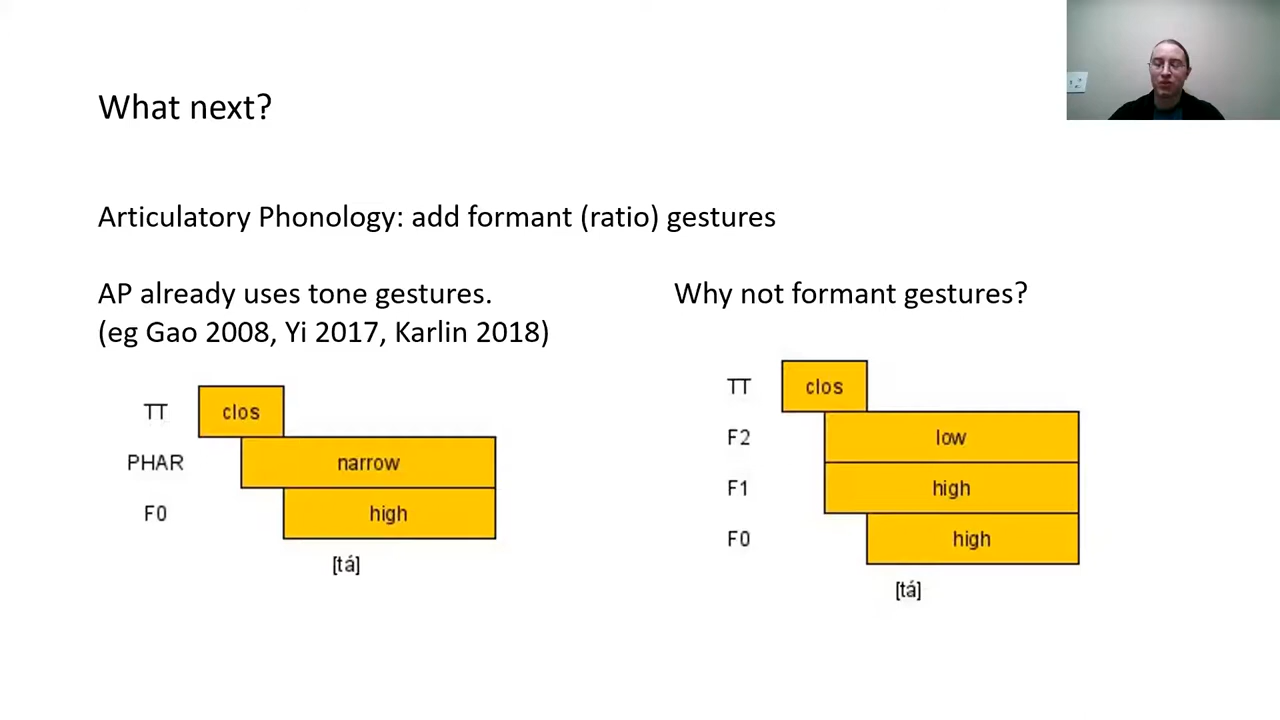 What next?
Articulatory Phonology: add formant (ratio) gestures
AP already uses tone gestures.
(eg Gao 2008, Yi 2017, Karlin 2018)
TT clos
PHAR narrow
F0 high
[tá]
Why not formant gestures?
TT clos
F2 low
F1 high
F0 high
[tá]